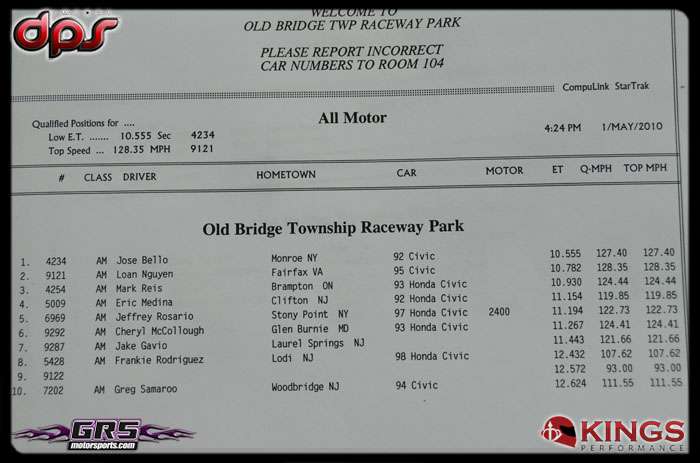 dps
WELCOME TO
OLD BRIDGE TWP RACEWAY PARK
PLEASE REPORT INCORRECT
CAR NUMBERS TO ROOM 104
CompuLink StarTrak
All Motor
Qualified Positions for ....
4:24 PM 1/MAY/2010
Low E.T. ....... 10.555 Sec 4234
Top Speed ... 128.35 MPH 9121
# CLASS DRIVER HOMETOWN CAR MOTOR ET Q-MPH TOP MPH
Old Bridge Township Raceway Park
1. 4234 AM Jose Bello Monroe NY 92 Civic 10.555 127.40 127.40
2. 9121 AM Loan Nguyen Fairfax VA 95 Civic 10.782 128.35 128.35
3. 4254 AM Mark Reis Brampton ON 93 Honda Civic 10.930 124.44 124.44
4. 5009 AM Eric Medina Clifton NJ 92 Honda Civic 11.154 119.85 119.85
5. 6969 AM Jeffrey Rosario Stony Point NY 97 Honda Civic 2400 11.194 122.73 122.73
6. 9292 AM Cheryl McCollough Glen Burnie MD 93 Honda Civic 11.267 124.41 124.41
7. 9287 AM Jake Gavio Laurel Springs NJ 11.443 121.66 121.66
8. 5428 AM Frankie Rodriguez Lodi NJ 98 Honda Civic 12.432 107.62 107.62
9. 9122 12.572 93.00 93.00
10. 7202 AM Greg Samaroo Woodbridge NJ 94 Civic 12.624 111.55 111.55
GRS
motorsports.com
KINGS
PERFORMANCE